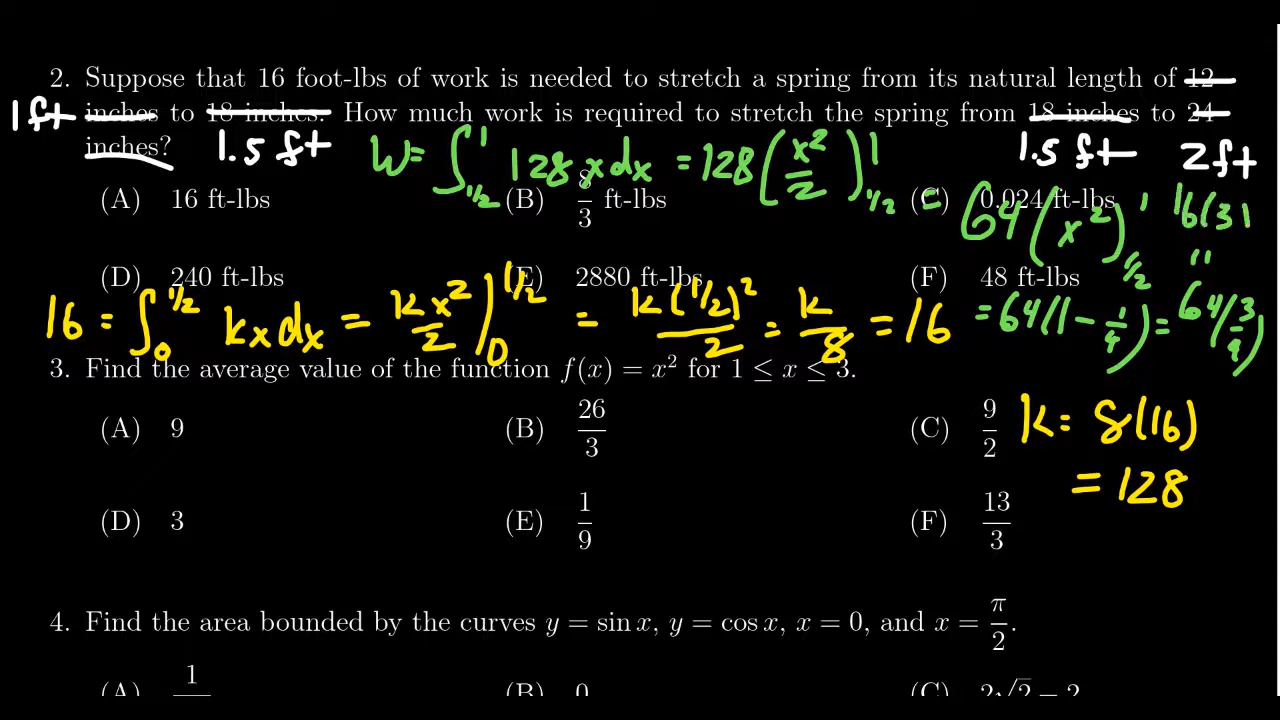 2. Suppose that 16 foot-lbs of work is needed to stretch a spring from its natural length of 12
1 ft inches to 18 inches. How much work is required to stretch the spring from 18 inches to 24
inches? 1.5 ft W= ∫_{1/2}^{1} 128 x dx = 128 (x²/2)_{1/2}^{1} 1.5 ft 2 ft
(A) 16 ft-lbs (B) 8/3 ft-lbs (C) 0.024 ft-lbs
= 64 (x²)_{1/2}^{1} 16(3)
"
(D) 240 ft-lbs (E) 2880 ft-lbs (F) 48 ft-lbs
16 = ∫_{0}^{1/2} kx dx = kx²/2 )_{0}^{1/2} = k(1/2)²/2 = k/8 = 16 = 64(1 - 1/4) = 64(3/4)
3. Find the average value of the function f(x) = x² for 1 ≤ x ≤ 3.
(A) 9 (B) 26/3 (C) 9/2
K = 8(16)
= 128
(D) 3 (E) 1/9 (F) 13/3
4. Find the area bounded by the curves y = sin x, y = cos x, x = 0, and x = π/2.
(A) 1 (B) 0 (C) 2√2 − 2